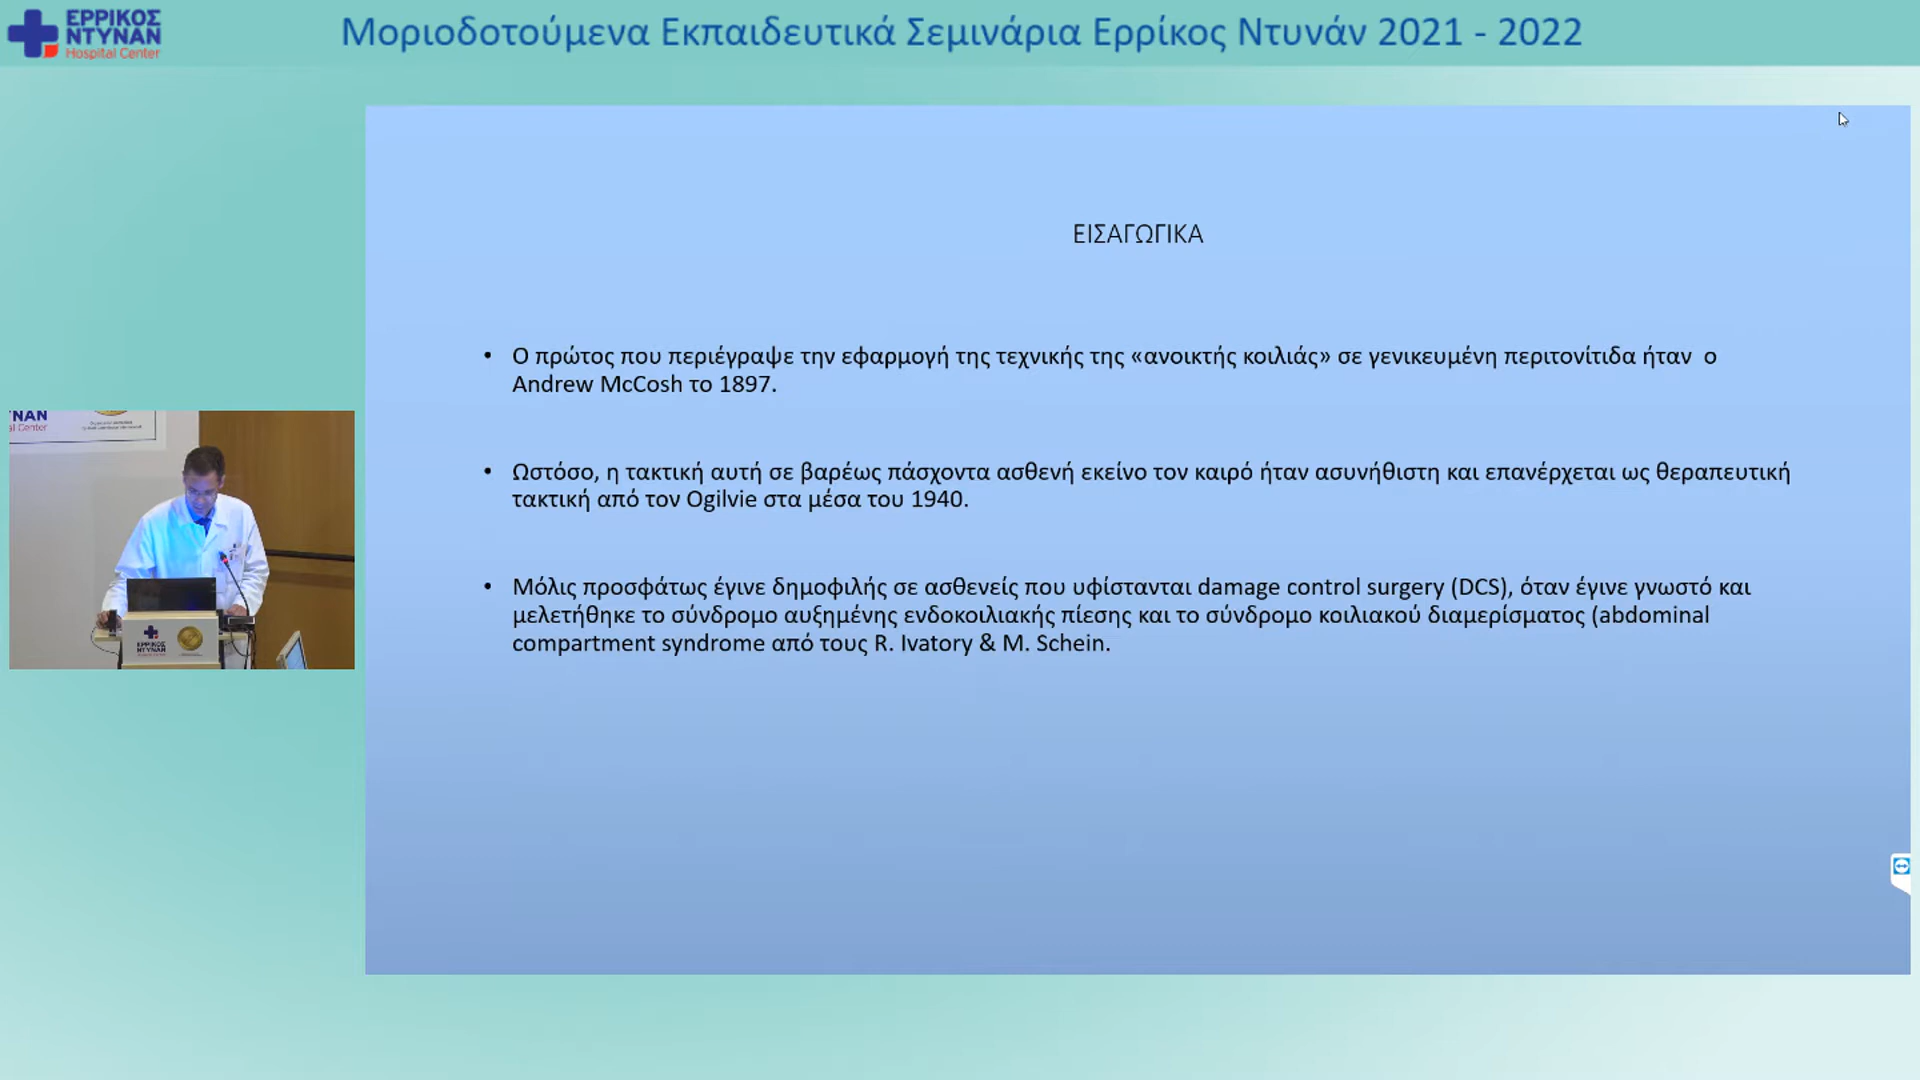 ΕΡΡΙΚΟΣ
ΝΤΥΝΑΝ
Hospital Center
Μοριοδοτούμενα Εκπαιδευτικά Σεμινάρια Ερρίκος Ντυνάν 2021 - 2022
ΕΙΣΑΓΩΓΙΚΑ
• Ο πρώτος που περιέγραψε την εφαρμογή της τεχνικής της «ανοικτής κοιλιάς» σε γενικευμένη περιτονίτιδα ήταν ο
Andrew McCosh το 1897.
• Ωστόσο, η τακτική αυτή σε βαρέως πάσχοντα ασθενή εκείνο τον καιρό ήταν ασυνήθιστη και επανέρχεται ως θεραπευτική
τακτική από τον Ogilvie στα μέσα του 1940.
• Μόλις προσφάτως έγινε δημοφιλής σε ασθενείς που υφίστανται damage control surgery (DCS), όταν έγινε γνωστό και
μελετήθηκε το σύνδρομο αυξημένης ενδοκοιλιακής πίεσης και το σύνδρομο κοιλιακού διαμερίσματος (abdominal
compartment syndrome από τους R. Ivatory & M. Schein.
ΥΝΑΝ
al Center
ΕΡΡΙΚΟΣ
ΝΤΥΝΑΝ